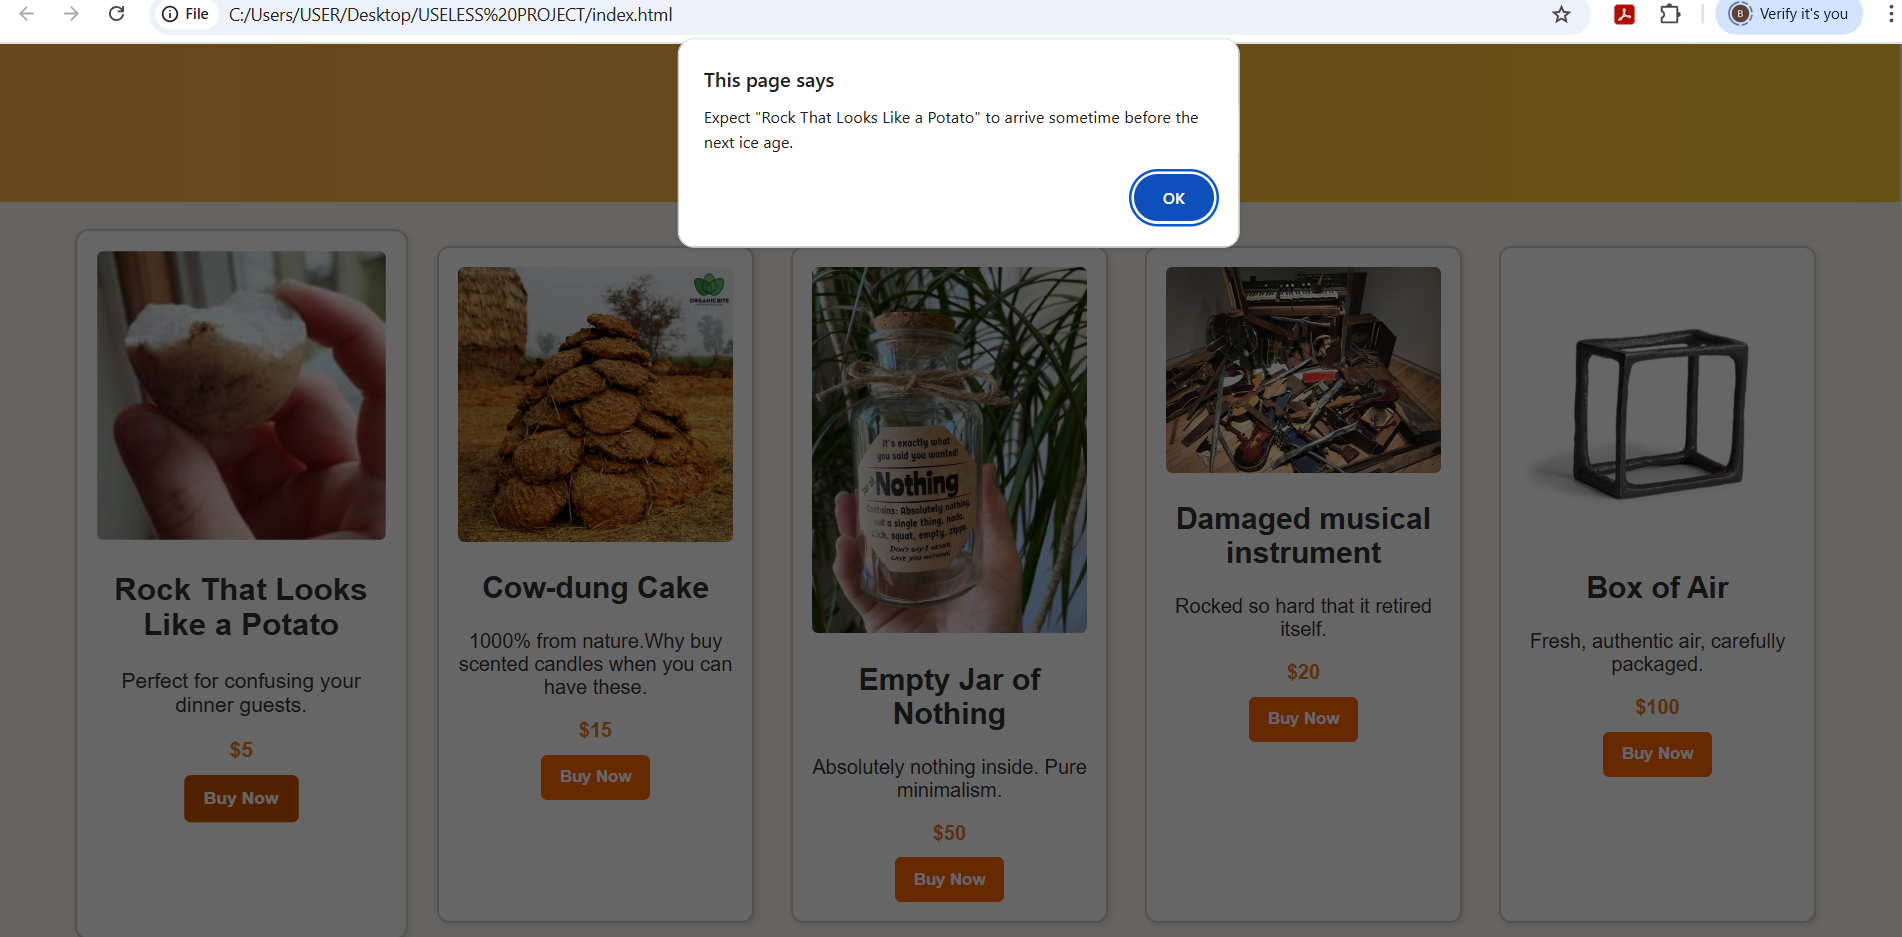 File
C:/Users/USER/Desktop/USELESS%20PROJECT/index.html
B
Verify it's you
This page says
Expect "Rock That Looks Like a Potato" to arrive sometime before the
next ice age.
OK
Rock That Looks
Like a Potato
Perfect for confusing your
dinner guests.
$5
Buy Now
ORGANICBITE
Cow-dung Cake
1000% from nature.Why buy
scented candles when you can
have these.
$15
Buy Now
It's exactly what
you said you wanted!
Nothing
Contains: Absolutely nothing
not a single thing, nada,
zilch, squat, empty, zippo
Don't say I never
gave you nothing
Empty Jar of
Nothing
Absolutely nothing inside. Pure
minimalism.
$50
Buy Now
Damaged musical
instrument
Rocked so hard that it retired
itself.
$20
Buy Now
Box of Air
Fresh, authentic air, carefully
packaged.
$100
Buy Now